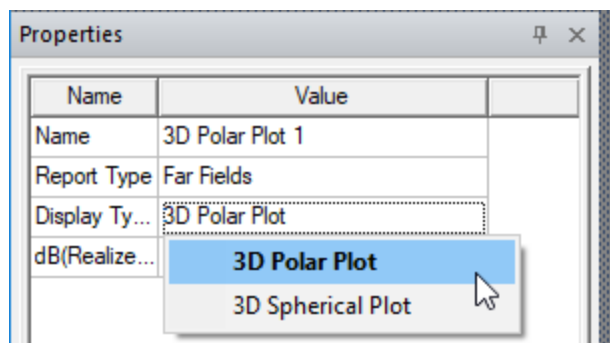 Properties
Name Value
Name 3D Polar Plot 1
Report Type Far Fields
Display Ty... 3D Polar Plot
dB(Realize...
3D Polar Plot
3D Spherical Plot